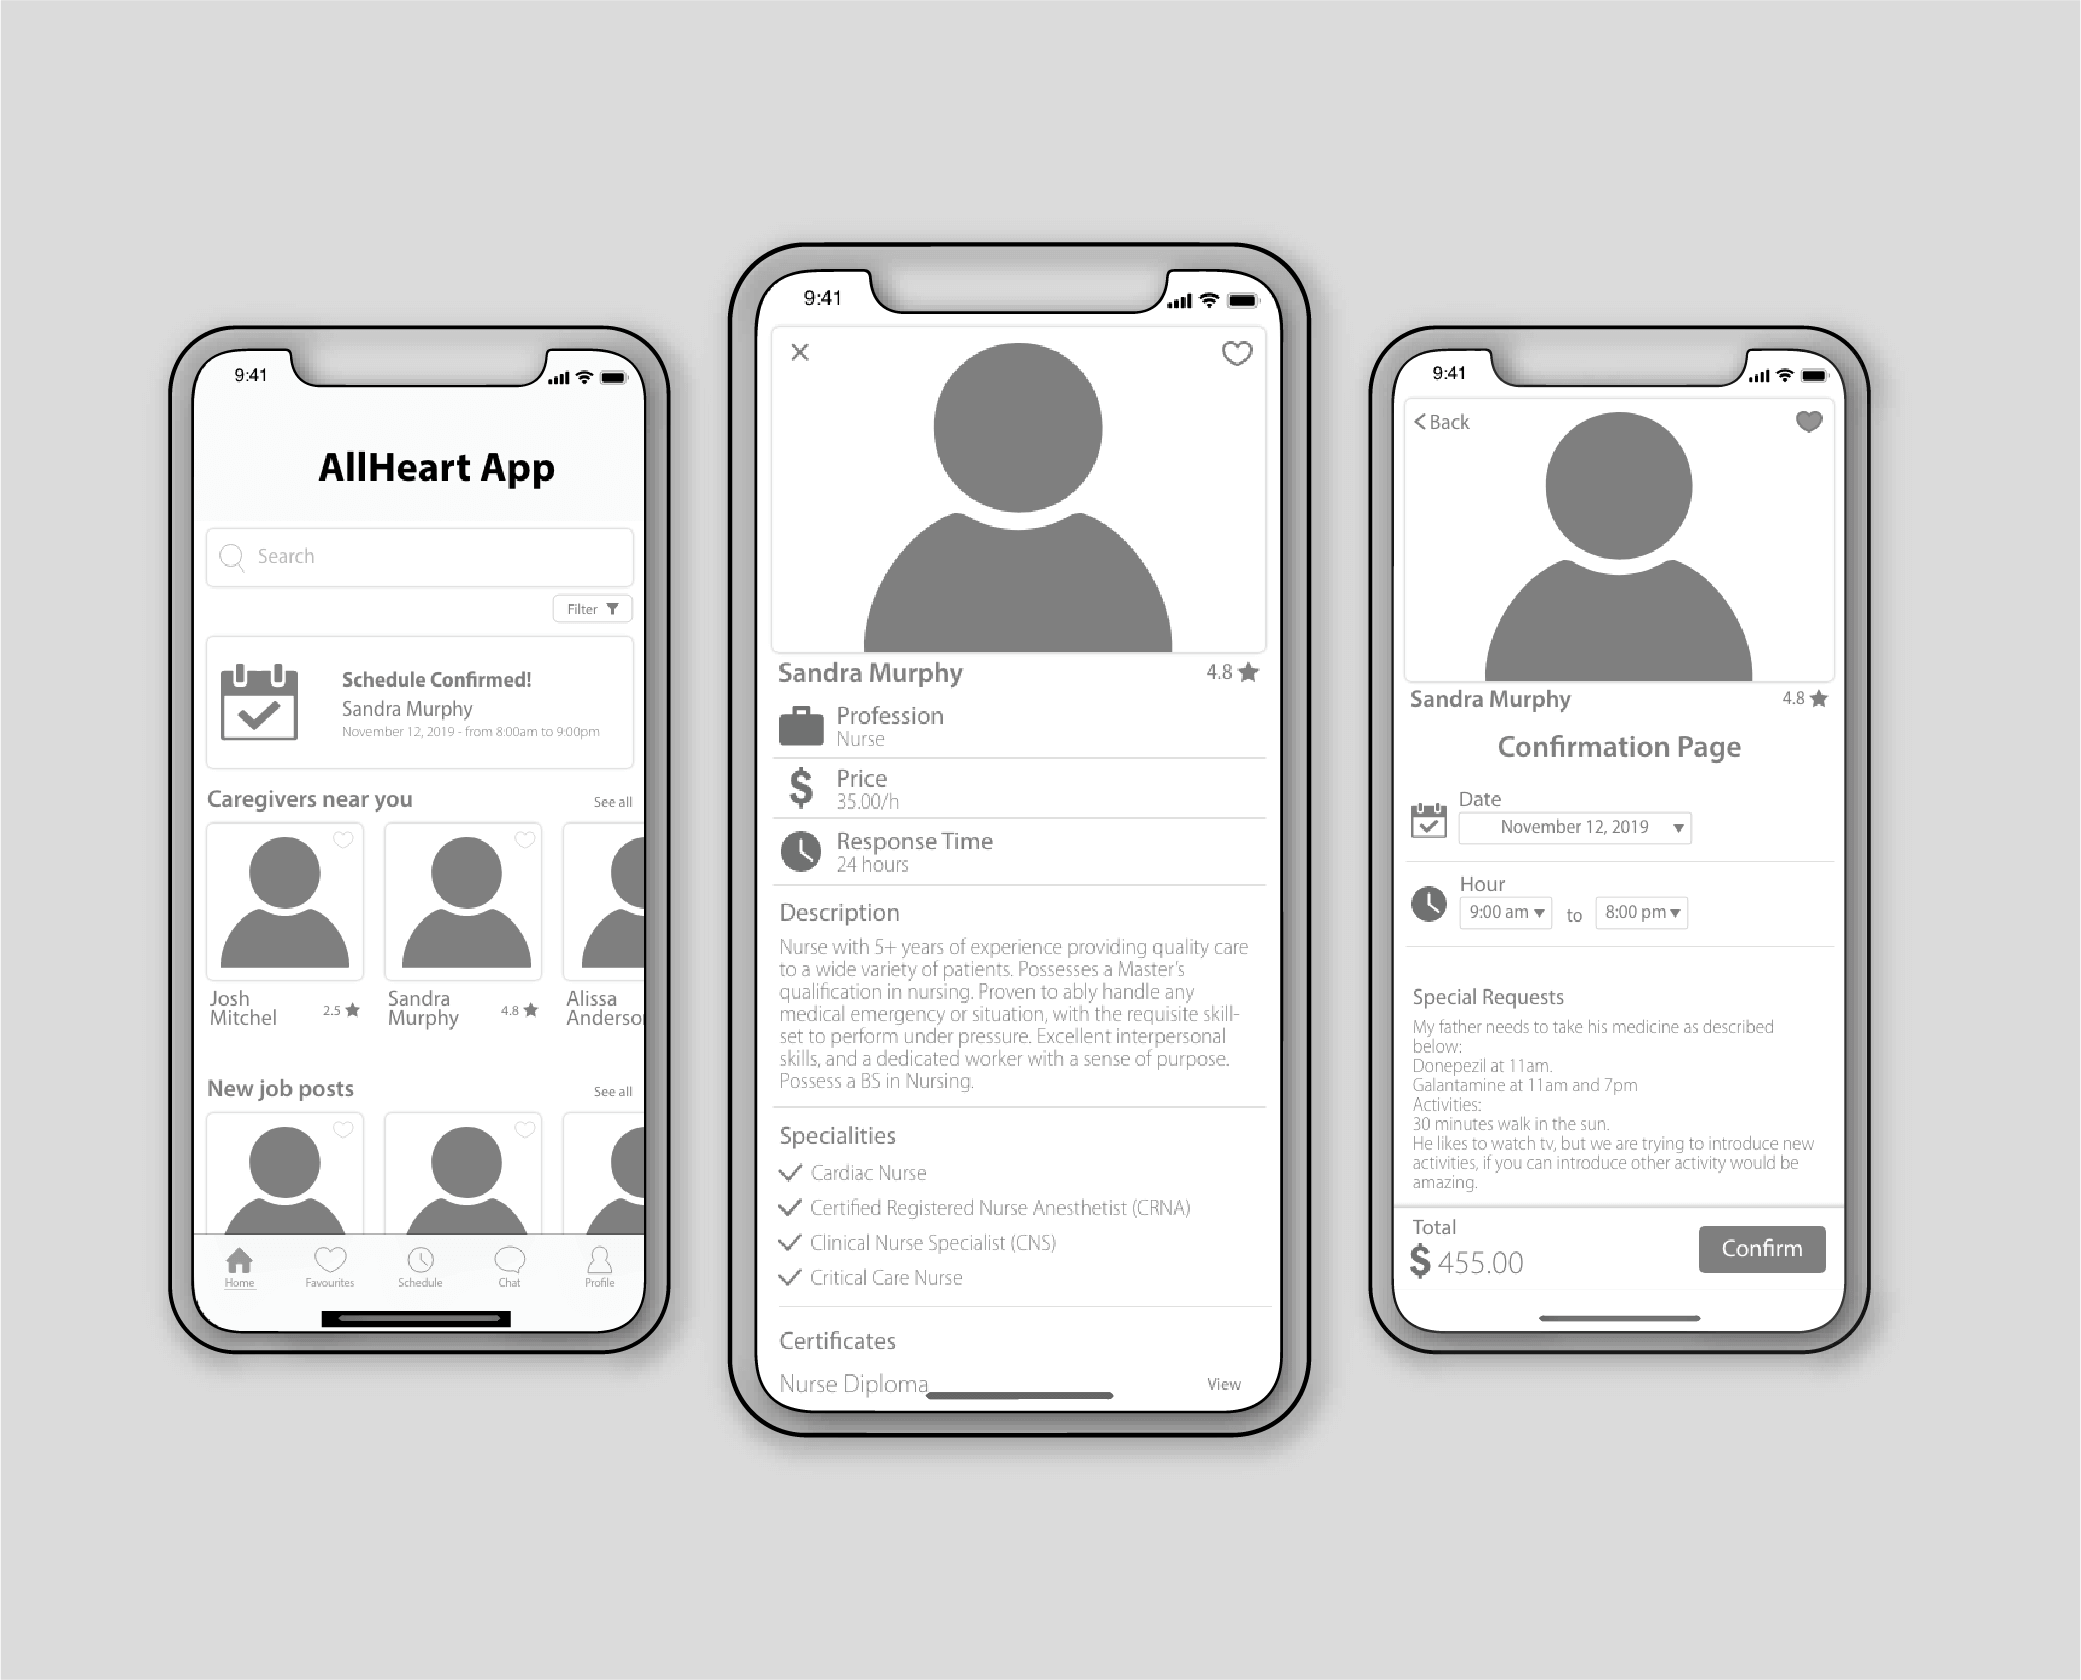 9:41
AllHeart App
Search
Filter
Schedule Confirmed!
Sandra Murphy
November 12, 2019 - from 8:00am to 9:00pm
Caregivers near you
See all
Josh
Mitchel
2.5
Sandra
Murphy
4.8
Alissa
Anderso
New job posts
See all
Home
Favourites
Schedule
Chat
Profile
9:41
Sandra Murphy
4.8
Profession
Nurse
$
Price
35.00/h
Response Time
24 hours
Description
Nurse with 5+ years of experience providing quality care
to a wide variety of patients. Possesses a Master's
qualification in nursing. Proven to ably handle any
medical emergency or situation, with the requisite skill-
set to perform under pressure. Excellent interpersonal
skills, and a dedicated worker with a sense of purpose.
Possess a BS in Nursing.
Specialities
Cardiac Nurse
Certified Registered Nurse Anesthetist (CRNA)
Clinical Nurse Specialist (CNS)
Critical Care Nurse
Certificates
Nurse Diploma
View
9:41
Back
Sandra Murphy
4.8
Confirmation Page
Date
November 12, 2019
Hour
9:00 am to 8:00 pm
Special Requests
My father needs to take his medicine as described
below:
Donepezil at 11am.
Galantamine at 11am and 7pm
Activities:
30 minutes walk in the sun.
He likes to watch tv, but we are trying to introduce new
activities, if you can introduce other activity would be
amazing.
Total
$ 455.00
Confirm